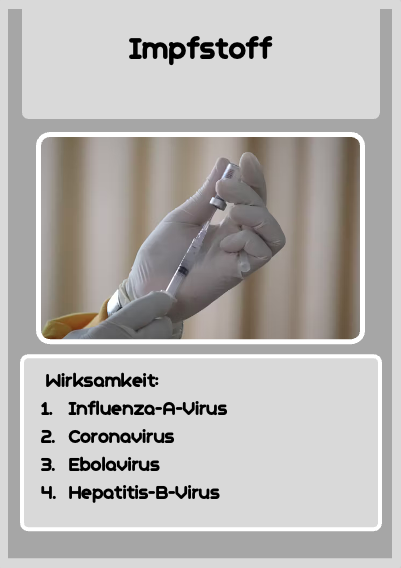 Impfstoff
Wirksamkeit:
1. Influenza-A-Virus
2. Coronavirus
3. Ebolavirus
4. Hepatitis-B-Virus